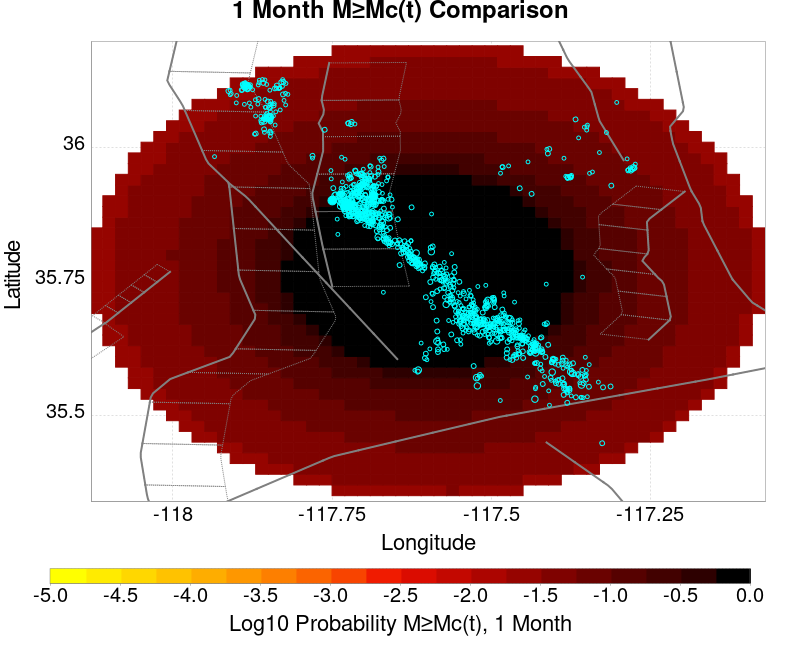 1 Month M≥Mc(t) Comparison
36
35.75
35.5
Latitude
-118 -117.75 -117.5 -117.25
Longitude
-5.0 -4.5 -4.0 -3.5 -3.0 -2.5 -2.0 -1.5 -1.0 -0.5 0.0
Log10 Probability M≥Mc(t), 1 Month